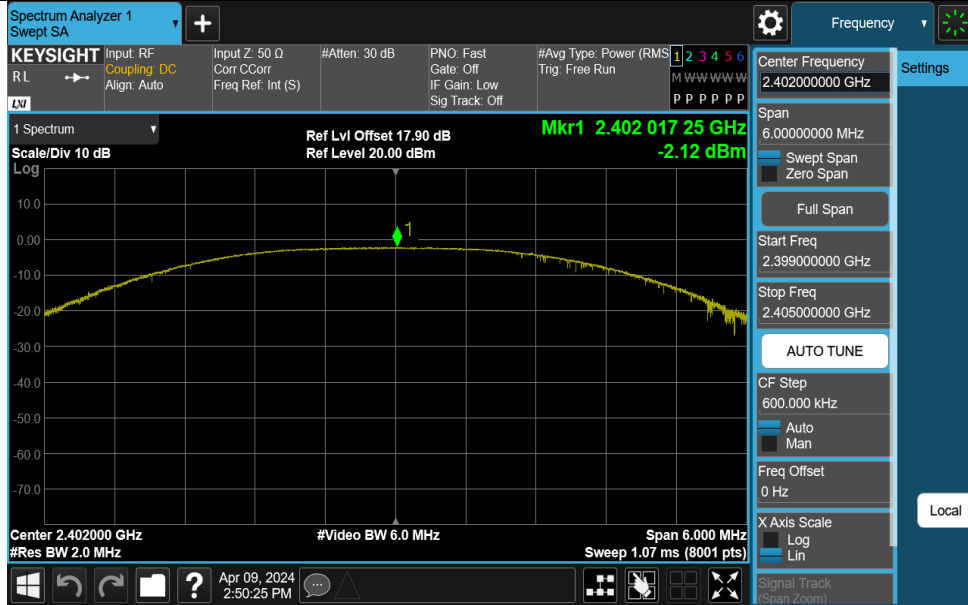 Spectrum Analyzer 1
Swept SA
+
Frequency
KEYSIGHT
R L
LXI
Input: RF
Coupling: DC
Align: Auto
Input Z: 50 Ω
Corr CCorr
Freq Ref: Int (S)
#Atten: 30 dB
PNO: Fast
Gate: Off
IF Gain: Low
Sig Track: Off
#Avg Type: Power (RMS
Trig: Free Run
1 2 3 4 5 6
M W W W W W
P P P P P P
1 Spectrum
Scale/Div 10 dB
Log
Ref Lvl Offset 17.90 dB
Ref Level 20.00 dBm
Mkr1 2.402 017 25 GHz
-2.12 dBm
1
10.0
0.00
-10.0
-20.0
-30.0
-40.0
-50.0
-60.0
-70.0
Center 2.402000 GHz
#Res BW 2.0 MHz
#Video BW 6.0 MHz
Span 6.000 MHz
Sweep 1.07 ms (8001 pts)
Center Frequency
2.402000000 GHz
Span
6.00000000 MHz
Swept Span
Zero Span
Full Span
Start Freq
2.399000000 GHz
Stop Freq
2.405000000 GHz
AUTO TUNE
CF Step
600.000 kHz
Auto
Man
Freq Offset
0 Hz
X Axis Scale
Log
Lin
Signal Track
(Span Zoom)
Settings
Local
?
Apr 09, 2024
2:50:25 PM